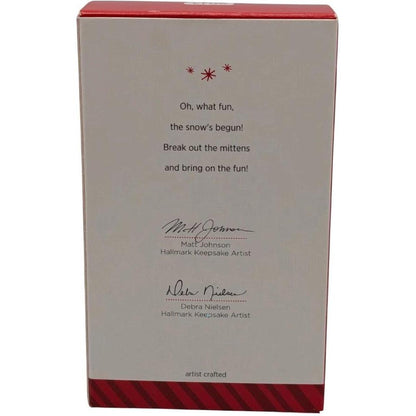 Oh, what fun,
the snow's begun!
Break out the mittens
and bring on the fun!
Matt Johnson
Matt Johnson
Hallmark Keepsake Artist
Debra Nielsen
Debra Nielsen
Hallmark Keepsake Artist
artist crafted